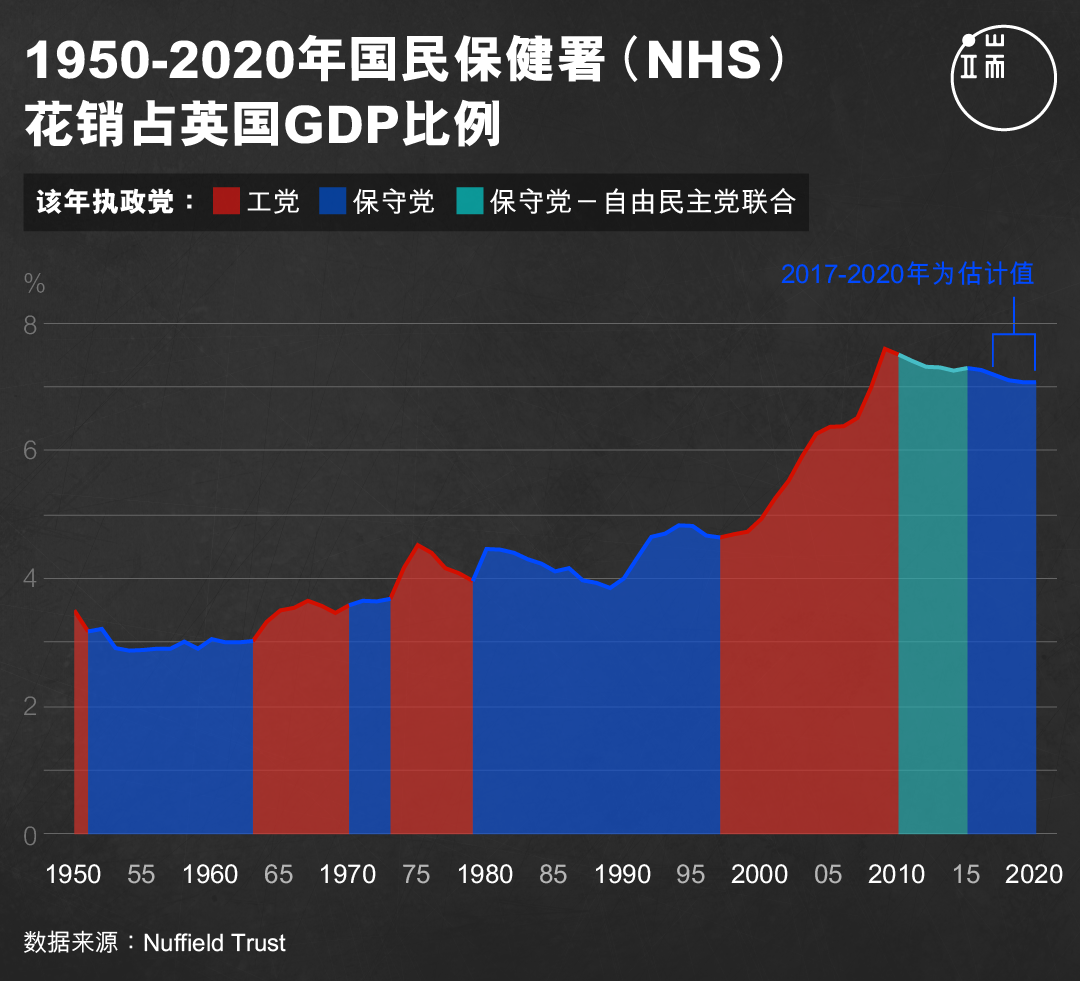 1950-2020年国民保健署（NHS）
花销占英国GDP比例
端
该年执政党： 工党 保守党 保守党－自由民主党联合
2017-2020年为估计值
%
8
6
4
2
0
1950 55 1960 65 1970 75 1980 85 1990 95 2000 05 2010 15 2020
数据来源：Nuffield Trust